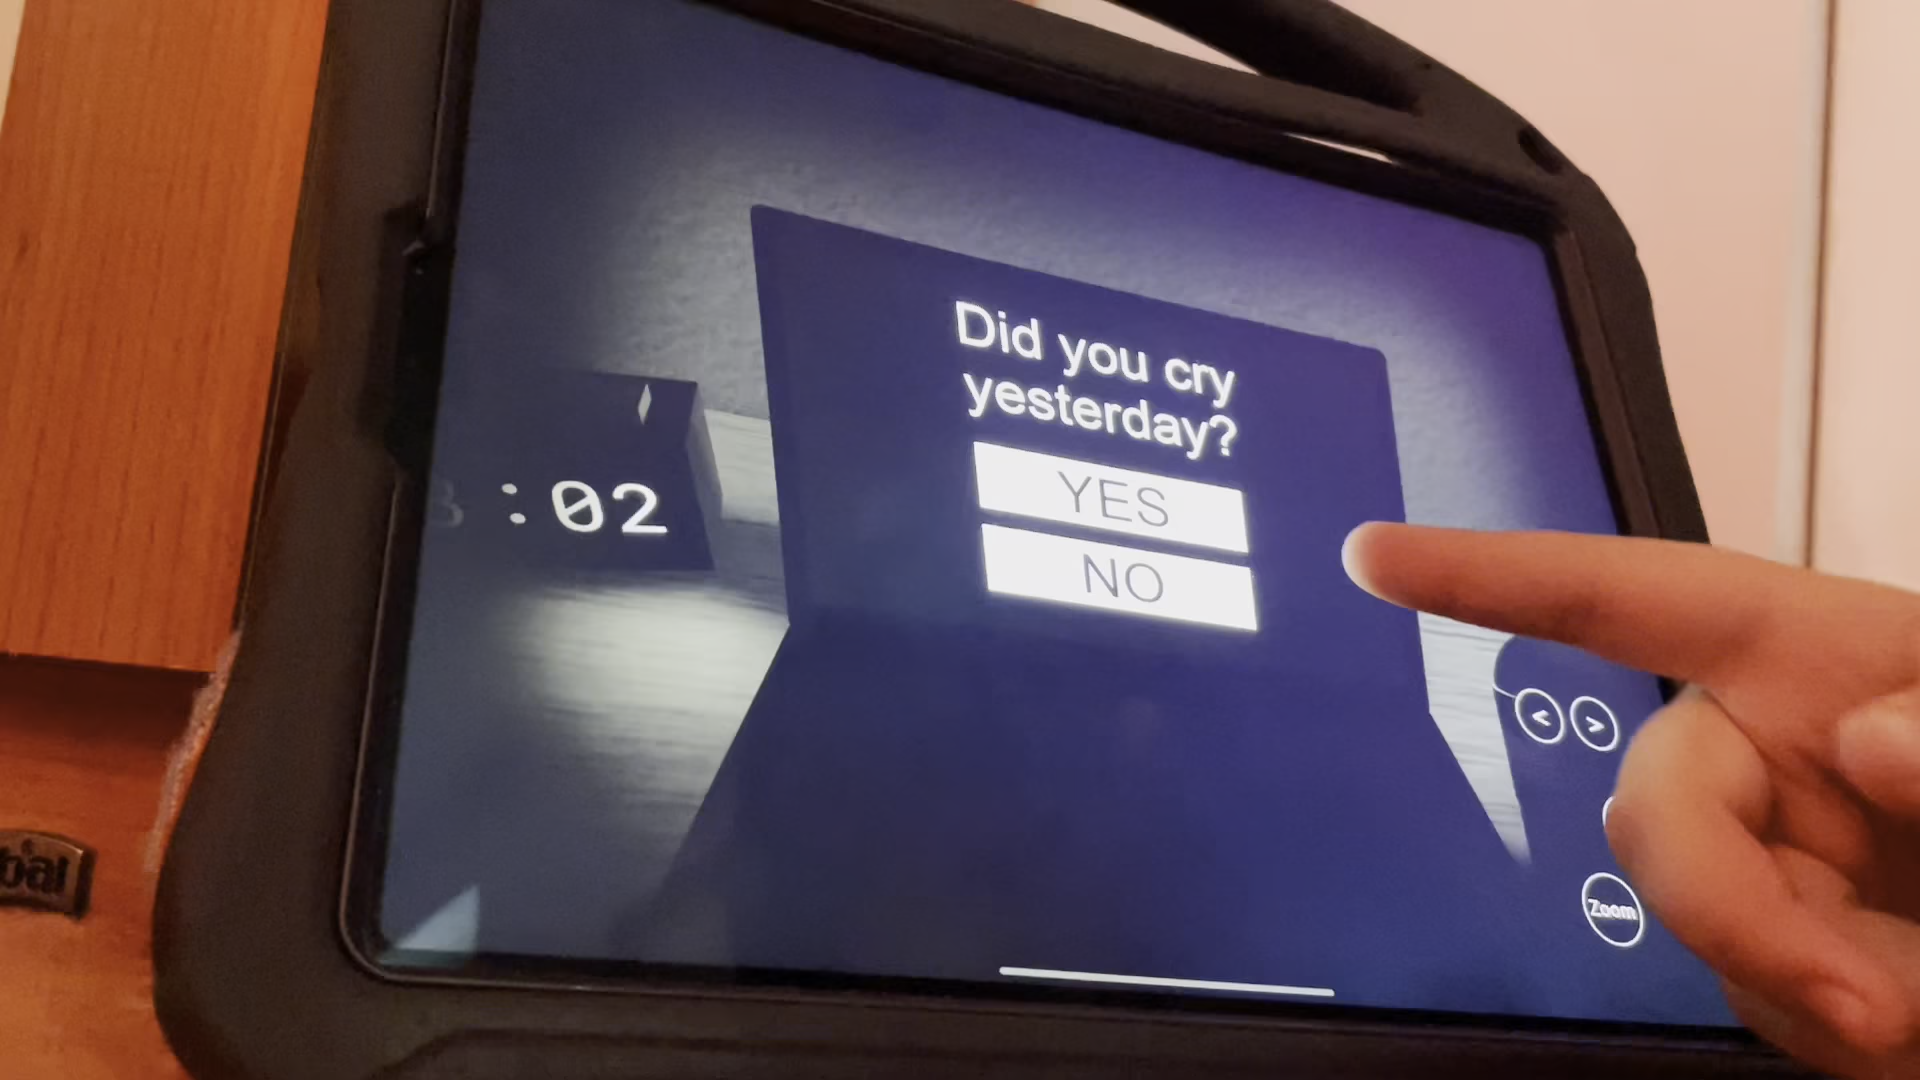 Did you cry
yesterday?
YES
NO
:02
<
>
Zoom